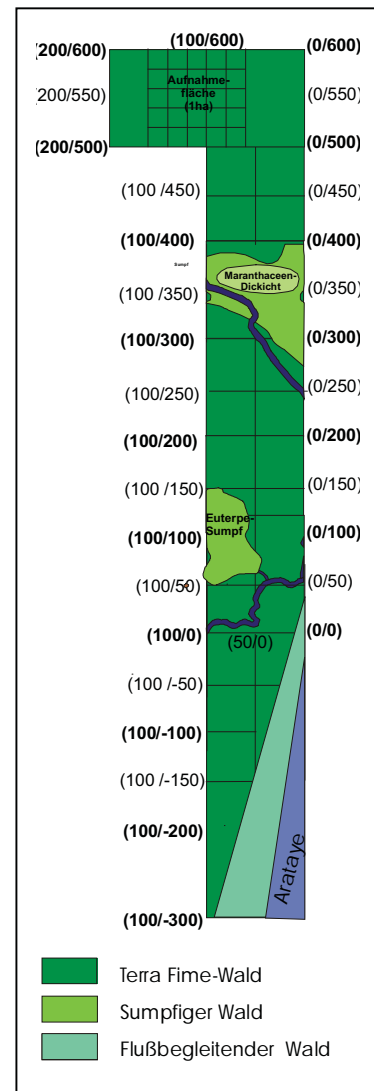 (100/600)
(200/600)
(0/600)
Aufnahme-
fläche
(1ha)
(200/550)
(0/550)
(200/500)
(0/500)
(100 /450)
(0/450)
(100/400)
(0/400)
Sumpf
Maranthaceen-
Dickicht
(100 /350)
(0/350)
(100/300)
(0/300)
(100/250)
(0/250)
(100/200)
(0/200)
(100 /150)
(0/150)
Euterpe-
Sumpf
(100/100)
(0/100)
(100/50)
(0/50)
(100/0)
(50/0)
(0/0)
(100 /-50)
(100/-100)
(100 /-150)
(100/-200)
Arataye
(100/-300)
Terra Fime-Wald
Sumpfiger Wald
Flußbegleitender Wald